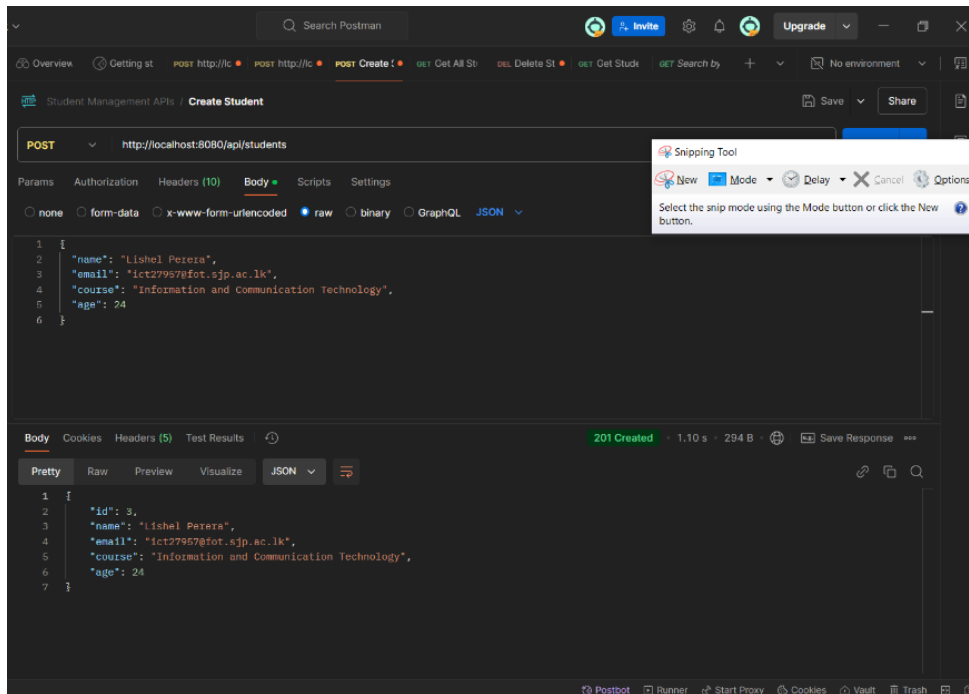 Search Postman
Invite
Upgrade
Overview
Getting st
POST http://lc
POST http://lc
POST Create S
GET Get All St
DEL Delete St
GET Get Stude
GET Search by
No environment
Student Management APIs / Create Student
Save
Share
POST
http://localhost:8080/api/students
Params Authorization Headers (10) Body Scripts Settings
none form-data x-www-form-urlencoded raw binary GraphQL JSON
Snipping Tool
New Mode Delay Cancel Options
Select the snip mode using the Mode button or click the New
button.
1 {
2 "name": "Lishel Perera",
3 "email": "ict27957@fot.sjp.ac.lk",
4 "course": "Information and Communication Technology",
5 "age": 24
6 }
Body Cookies Headers (5) Test Results
201 Created 1.10 s 294 B
Save Response
Pretty Raw Preview Visualize JSON
1 {
2 "id": 3,
3 "name": "Lishel Perera",
4 "email": "ict27957@fot.sjp.ac.lk",
5 "course": "Information and Communication Technology",
6 "age": 24
7 }
Postbot Runner Start Proxy Cookies Vault Trash